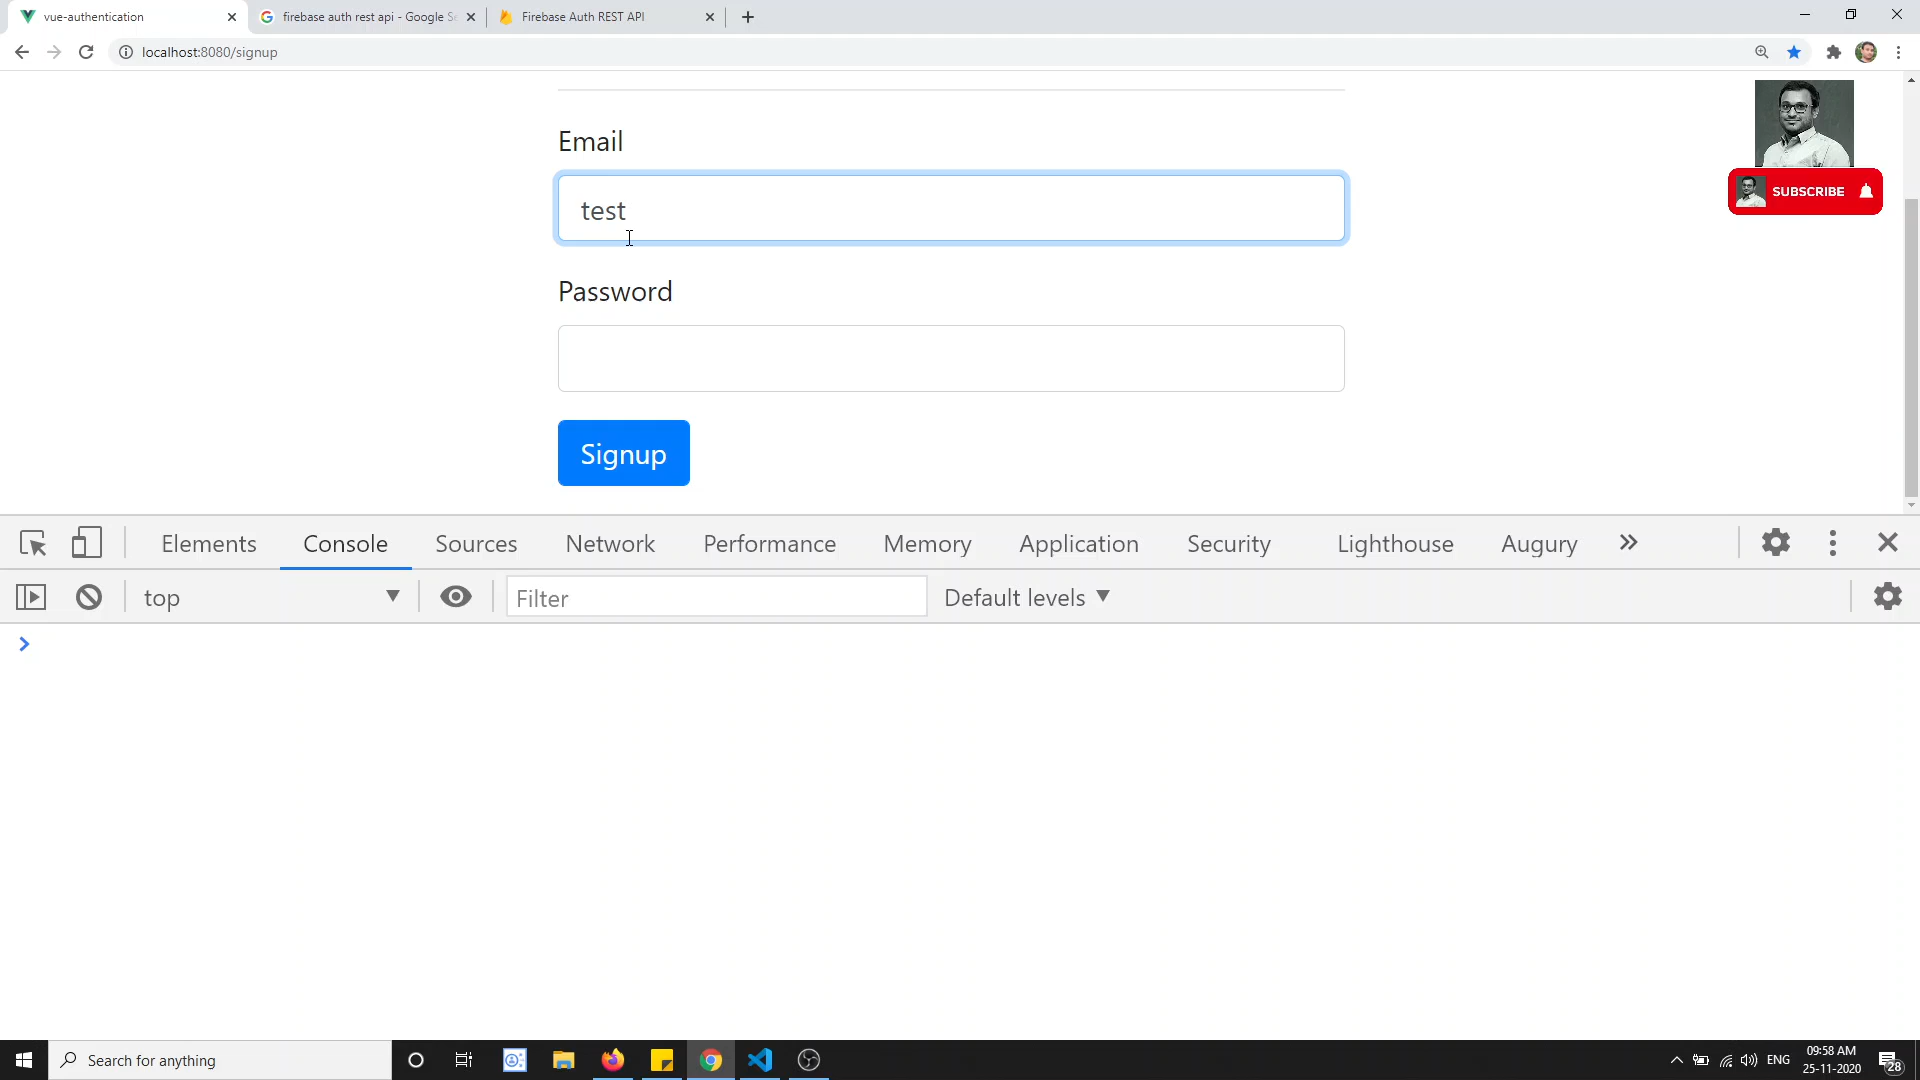 vue-authentication
firebase auth rest api - Google Se
Firebase Auth REST API
localhost:8080/signup
Email
test
SUBSCRIBE
Password
Signup
Elements
Console
Sources
Network
Performance
Memory
Application
Security
Lighthouse
Augury
top
Filter
Default levels
Search for anything
ENG
09:58 AM
25-11-2020
28